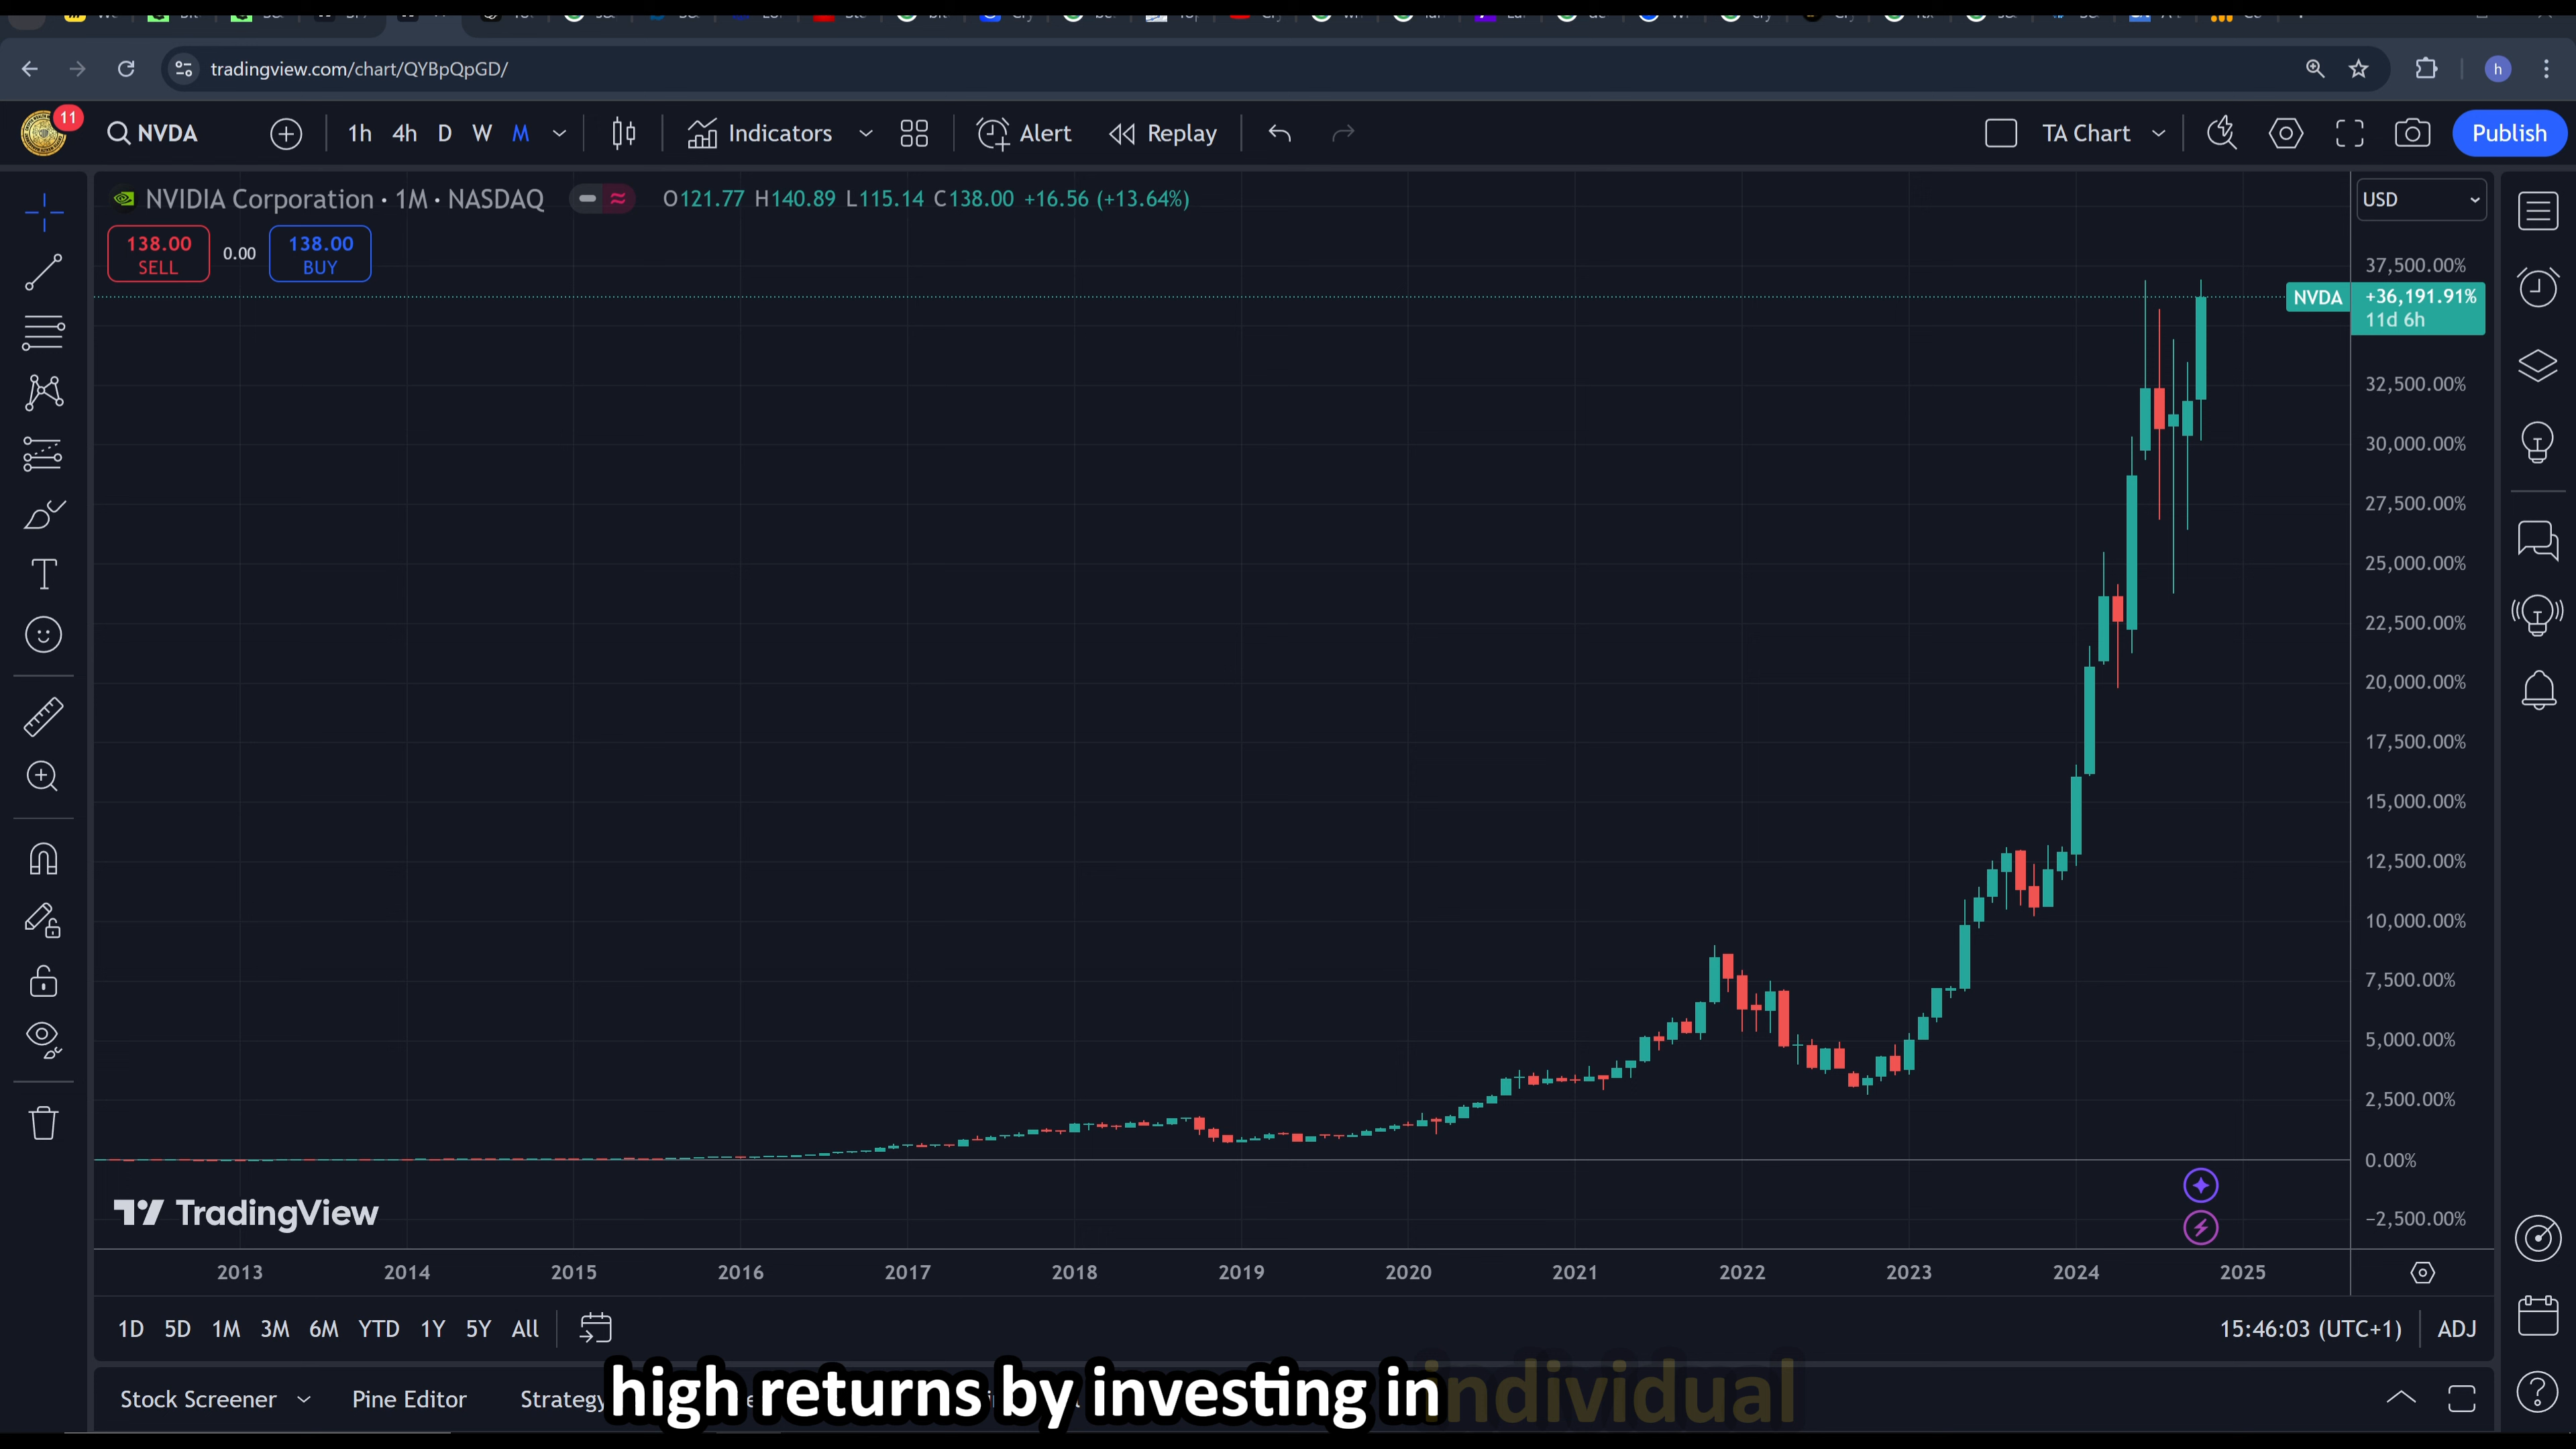 tradingview.com/chart/QYBpQpGD/
h
11
NVDA
1h 4h D W M
Indicators
Alert
Replay
TA Chart
Publish
NVIDIA Corporation · 1M · NASDAQ
O121.77 H140.89 L115.14 C138.00 +16.56 (+13.64%)
USD
138.00
SELL
0.00
138.00
BUY
37,500.00%
NVDA
+36,191.91%
11d 6h
32,500.00%
30,000.00%
27,500.00%
25,000.00%
22,500.00%
20,000.00%
17,500.00%
15,000.00%
12,500.00%
10,000.00%
7,500.00%
5,000.00%
2,500.00%
0.00%
−2,500.00%
TradingView
2013 2014 2015 2016 2017 2018 2019 2020 2021 2022 2023 2024 2025
1D 5D 1M 3M 6M YTD 1Y 5Y All
15:46:03 (UTC+1)
ADJ
Stock Screener
Pine Editor
Strategy
high returns by investing in individual